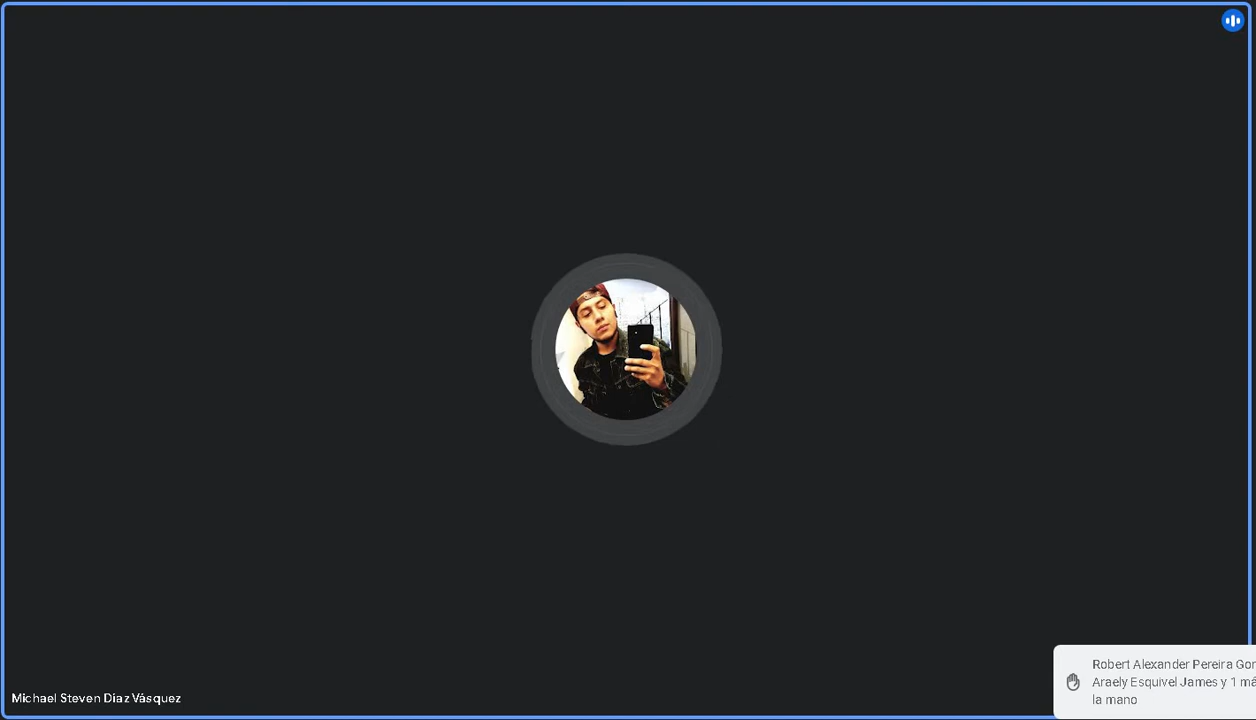 Michael Steven Diaz Vásquez
Robert Alexander Pereira
Araely Esquivel James y 1
la mano